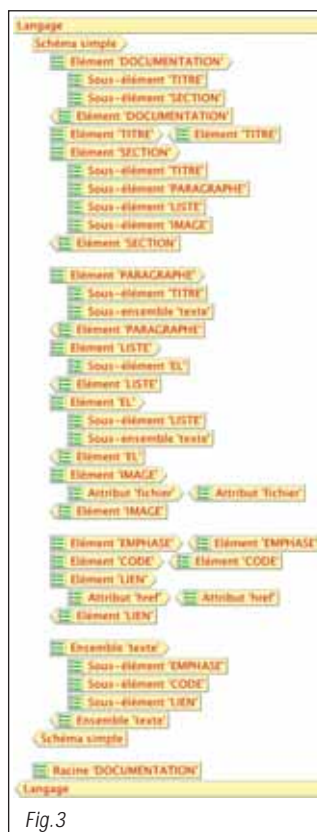 Langage
Schéma simple
Elément 'DOCUMENTATION'
Sous-élément 'TITRE'
Sous-élément 'SECTION'
Elément 'DOCUMENTATION'
Elément 'TITRE' Elément 'TITRE'
Elément 'SECTION'
Sous-élément 'TITRE'
Sous-élément 'PARAGRAPHE'
Sous-élément 'LISTE'
Sous-élément 'IMAGE'
Elément 'SECTION'
Elément 'PARAGRAPHE'
Sous-élément 'TITRE'
Sous-ensemble 'texte'
Elément 'PARAGRAPHE'
Elément 'LISTE'
Sous-élément 'EL'
Elément 'LISTE'
Elément 'EL'
Sous-élément 'LISTE'
Sous-ensemble 'texte'
Elément 'EL'
Elément 'IMAGE'
Attribut 'fichier' Attribut 'fichier'
Elément 'IMAGE'
Elément 'EMPHASE' Elément 'EMPHASE'
Elément 'CODE' Elément 'CODE'
Elément 'LIEN'
Attribut 'href' Attribut 'href'
Elément 'LIEN'
Ensemble 'texte'
Sous-élément 'EMPHASE'
Sous-élément 'CODE'
Sous-élément 'LIEN'
Ensemble 'texte'
Schéma simple
Racine 'DOCUMENTATION'
Langage
Fig.3